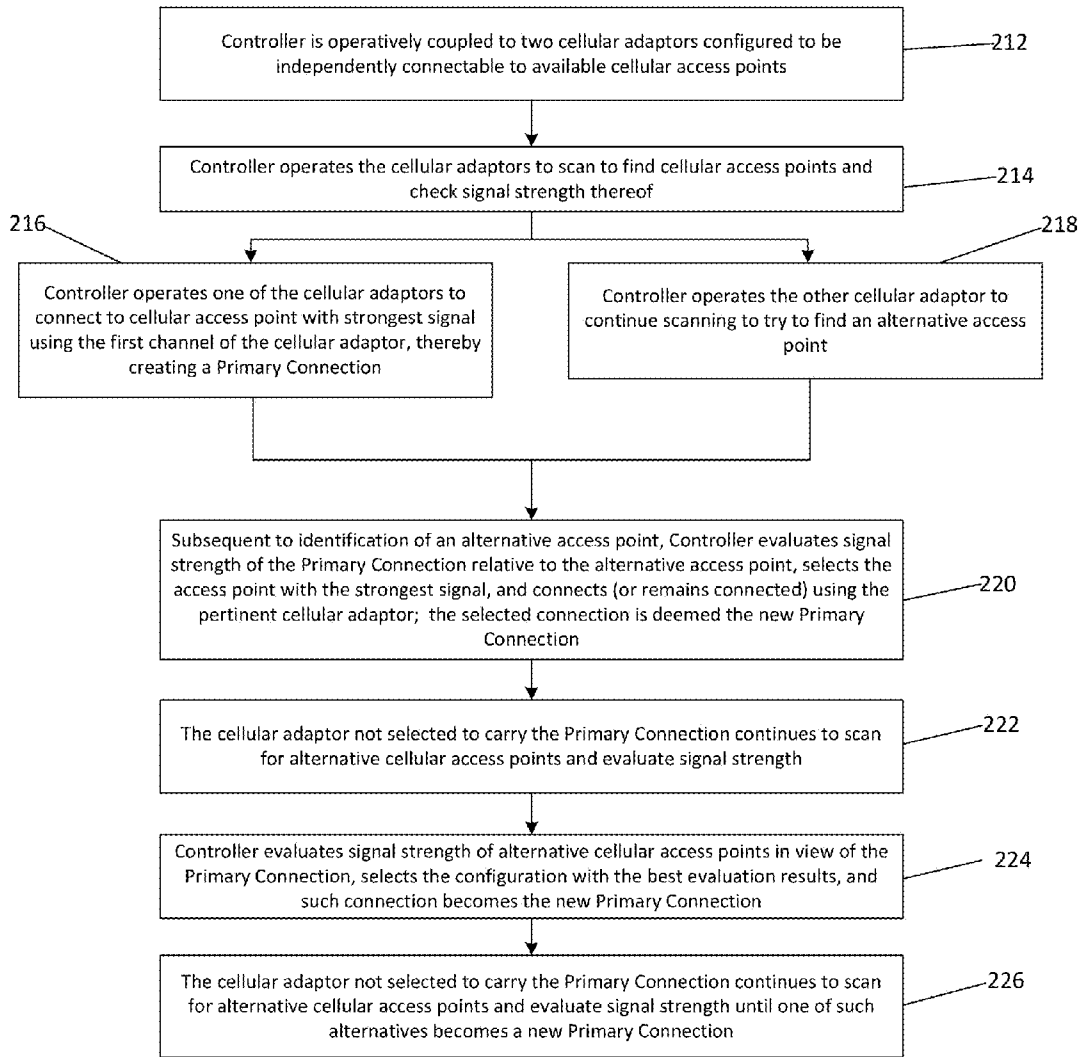 Controller is operatively coupled to two cellular adaptors configured to be
independently connectable to available cellular access points
212
Controller operates the cellular adaptors to scan to find cellular access points and
check signal strength thereof
214
216
218
Controller operates one of the cellular adaptors to
connect to cellular access point with strongest signal
using the first channel of the cellular adaptor, thereby
creating a Primary Connection
Controller operates the other cellular adaptor to
continue scanning to try to find an alternative access
point
Subsequent to identification of an alternative access point, Controller evaluates signal
strength of the Primary Connection relative to the alternative access point, selects the
access point with the strongest signal, and connects (or remains connected) using the
pertinent cellular adaptor; the selected connection is deemed the new Primary
Connection
220
The cellular adaptor not selected to carry the Primary Connection continues to scan
for alternative cellular access points and evaluate signal strength
222
Controller evaluates signal strength of alternative cellular access points in view of the
Primary Connection, selects the configuration with the best evaluation results, and
such connection becomes the new Primary Connection
224
The cellular adaptor not selected to carry the Primary Connection continues to scan
for alternative cellular access points and evaluate signal strength until one of such
alternatives becomes a new Primary Connection
226